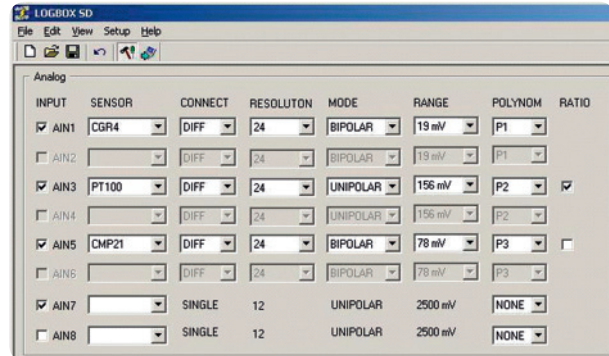 LOGBOX SD
File Edit View Setup Help
Analog
INPUT SENSOR CONNECT RESOLUTON MODE RANGE POLYNOM RATIO
AIN1 CGR4 DIFF 24 BIPOLAR 19 mV P1
AIN2 DIFF 24 BIPOLAR 19 mV P1
AIN3 PT100 DIFF 24 UNIPOLAR 156 mV P2
AIN4 DIFF 24 UNIPOLAR 156 mV P2
AIN5 CMP21 DIFF 24 BIPOLAR 78 mV P3
AIN6 DIFF 24 BIPOLAR 78 mV P3
AIN7 SINGLE 12 UNIPOLAR 2500 mV NONE
AIN8 SINGLE 12 UNIPOLAR 2500 mV NONE